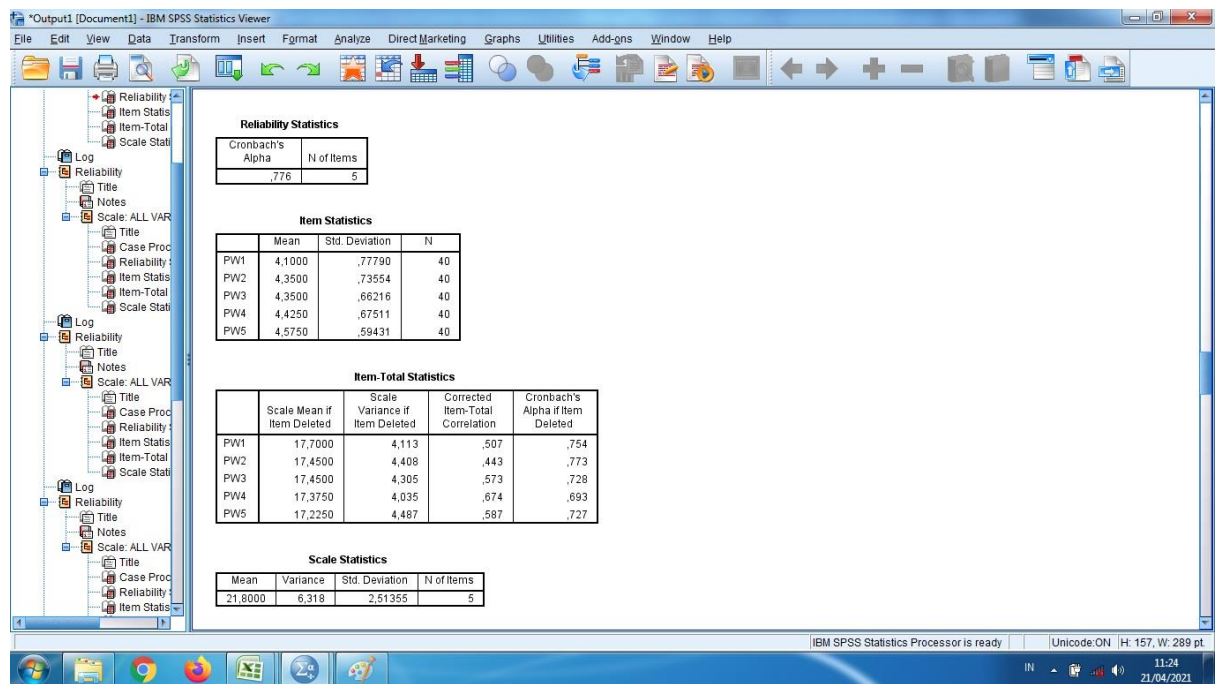 *Output1 [Document1] - IBM SPSS Statistics Viewer
File Edit View Data Transform Insert Format Analyze Direct Marketing Graphs Utilities Add-ons Window Help
Reliability
Item Statis
Item-Total
Scale Stati
Log
Reliability
Title
Notes
Scale: ALL VAR
Title
Case Proc
Reliability
Item Statis
Item-Total
Scale Stati
Log
Reliability
Title
Notes
Scale: ALL VAR
Title
Case Proc
Reliability
Item Statis
Item-Total
Scale Stati
Log
Reliability
Title
Notes
Scale: ALL VAR
Title
Case Proc
Reliability
Item Statis
Reliability Statistics
Cronbach's
Alpha N of Items
,776 5
Item Statistics
Mean Std. Deviation N
PW1 4,1000 ,77790 40
PW2 4,3500 ,73554 40
PW3 4,3500 ,66216 40
PW4 4,4250 ,67511 40
PW5 4,5750 ,59431 40
Item-Total Statistics
Scale Mean if Item Deleted
Scale Variance if Item Deleted
Corrected Item-Total Correlation
Cronbach's Alpha if Item Deleted
PW1 17,7000 4,113 ,507 ,754
PW2 17,4500 4,408 ,443 ,773
PW3 17,4500 4,305 ,573 ,728
PW4 17,3750 4,035 ,674 ,693
PW5 17,2250 4,487 ,587 ,727
Scale Statistics
Mean Variance Std. Deviation N of Items
21,8000 6,318 2,51355 5
IBM SPSS Statistics Processor is ready Unicode:ON H: 157, W: 289 pt.
IN 11:24
21/04/2021